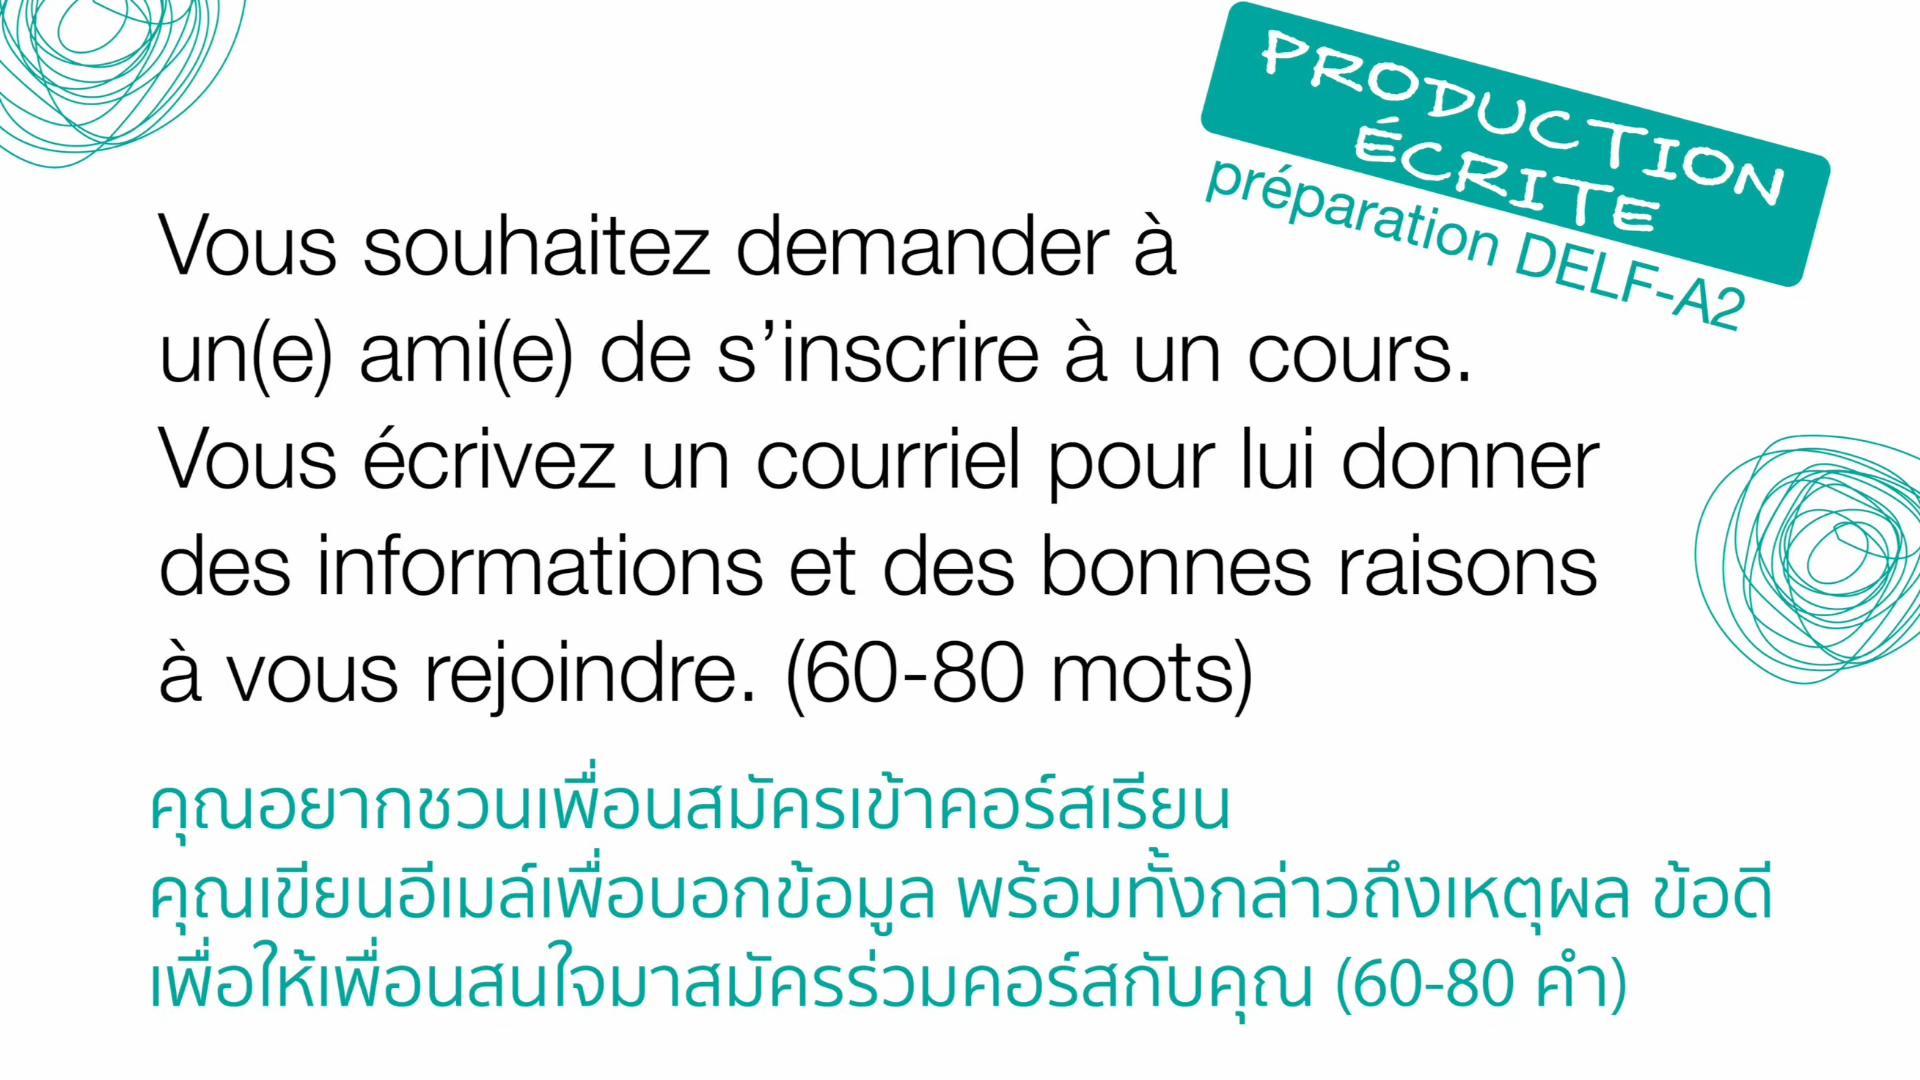 PRODUCTION
ÉCRITE
préparation DELF-A2
Vous souhaitez demander à
un(e) ami(e) de s’inscrire à un cours.
Vous écrivez un courriel pour lui donner
des informations et des bonnes raisons
à vous rejoindre. (60-80 mots)
คุณอยากชวนเพื่อนสมัครเข้าคอร์สเรียน
คุณเขียนอีเมล์เพื่อบอกข้อมูล พร้อมทั้งกล่าวถึงเหตุผล ข้อดี
เพื่อให้เพื่อนสนใจมาสมัครร่วมคอร์สกับคุณ (60-80 คำ)